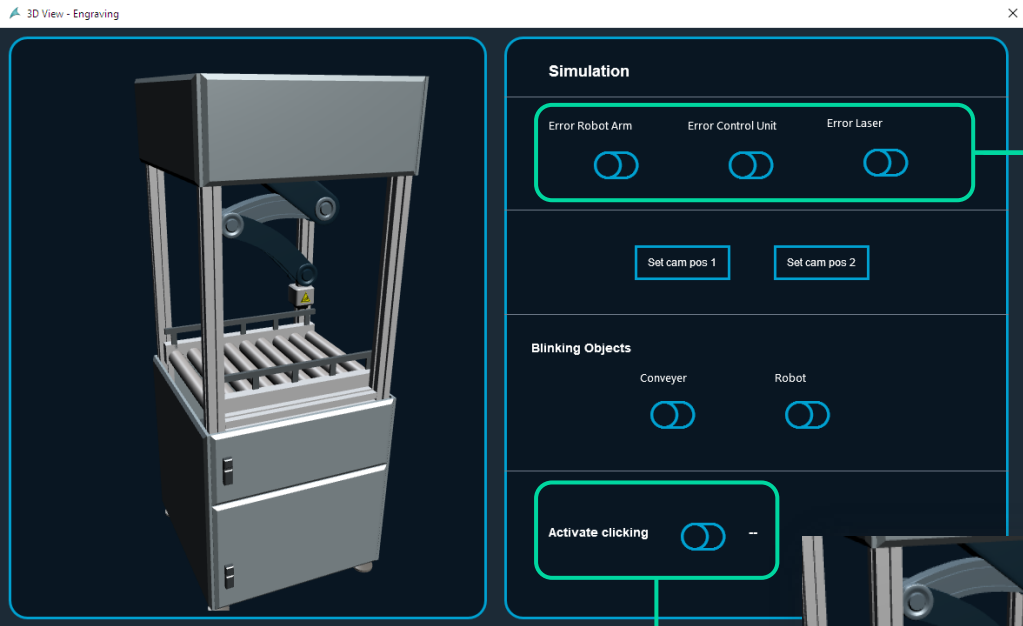 3D View - Engraving
Simulation
Error Robot Arm
Error Control Unit
Error Laser
Set cam pos 1
Set cam pos 2
Blinking Objects
Conveyer
Robot
Activate clicking
--